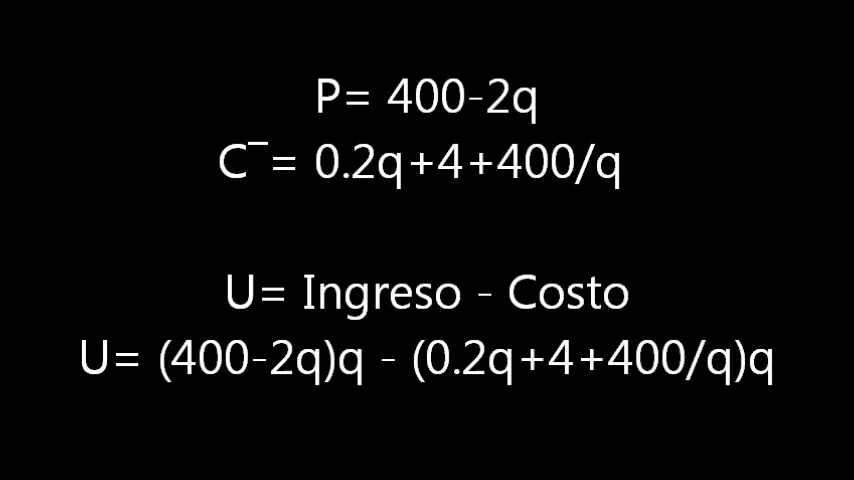 P= 400-2q
C¯= 0.2q+4+400/q
U= Ingreso - Costo
U= (400-2q)q - (0.2q+4+400/q)q